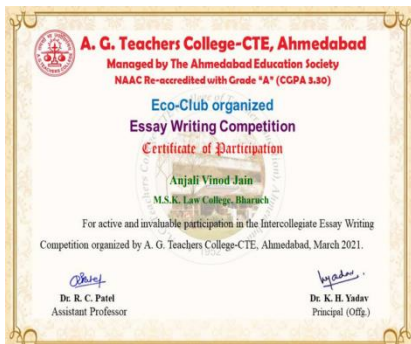 A. G. Teachers College-CTE, Ahmedabad
Managed by The Ahmedabad Education Society
NAAC Re-accredited with Grade "A" (CGPA 3.30)
Eco-Club organized
Essay Writing Competition
Certificate of Participation
Anjali Vinod Jain
M.S.K. Law College, Bharuch
For active and invaluable participation in the Intercollegiate Essay Writing
Competition organized by A. G. Teachers College-CTE, Ahmedabad, March 2021.
1952
Dr. R. C. Patel
Dr. K. H. Yadav
Assistant Professor
Principal (Offg.)